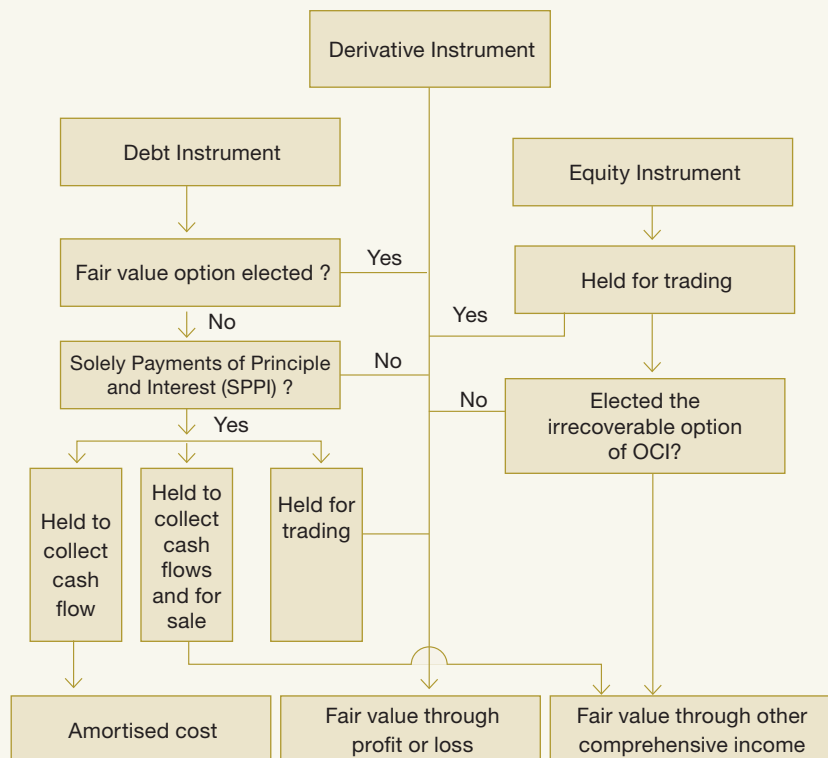 Derivative Instrument
Debt Instrument
Equity Instrument
Fair value option elected ?
Yes
Held for trading
No
Yes
Solely Payments of Principle
and Interest (SPPI) ?
No
Elected the
irrecoverable option
of OCI?
No
Yes
Held to
collect
cash
flow
Held to
collect
cash
flows
and for
sale
Held for
trading
Amortised cost
Fair value through
profit or loss
Fair value through other
comprehensive income